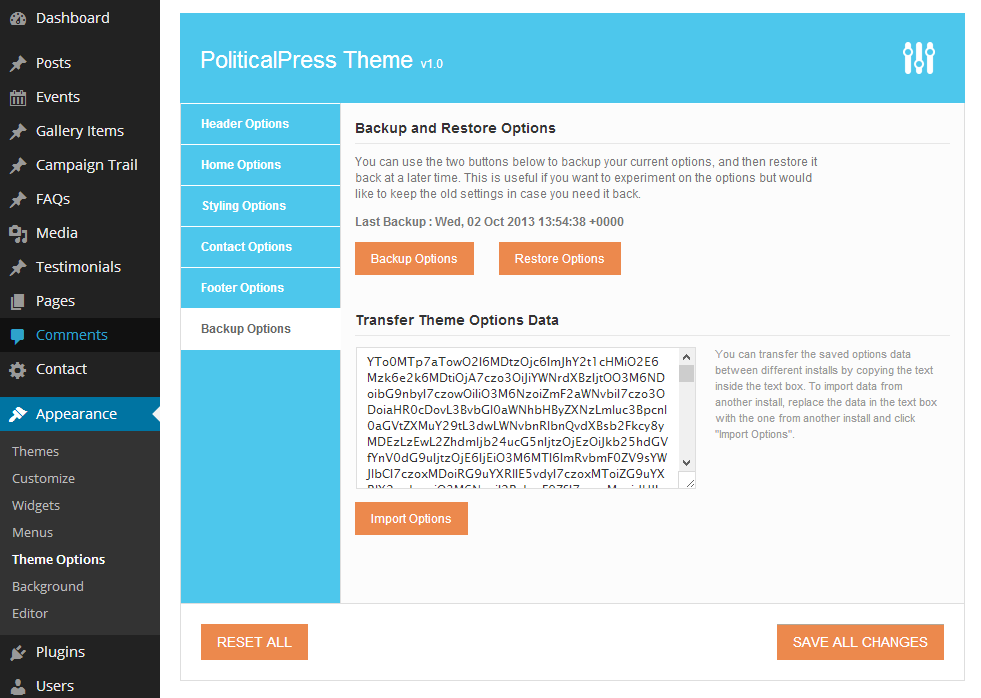 Dashboard
Posts
Events
Gallery Items
Campaign Trail
FAQs
Media
Testimonials
Pages
Comments
Contact
Appearance
Themes
Customize
Widgets
Menus
Theme Options
Background
Editor
Plugins
Users
PoliticalPress Theme v1.0
Header Options
Home Options
Styling Options
Contact Options
Footer Options
Backup Options
Backup and Restore Options
You can use the two buttons below to backup your current options, and then restore it
back at a later time. This is useful if you want to experiment on the options but would
like to keep the old settings in case you need it back.
Last Backup : Wed, 02 Oct 2013 13:54:38 +0000
Backup Options Restore Options
Transfer Theme Options Data
You can transfer the saved options data
between different installs by copying the text
inside the text box. To import data from
another install, replace the data in the text box
with the one from another install and click
"Import Options".
Import Options
RESET ALL
SAVE ALL CHANGES